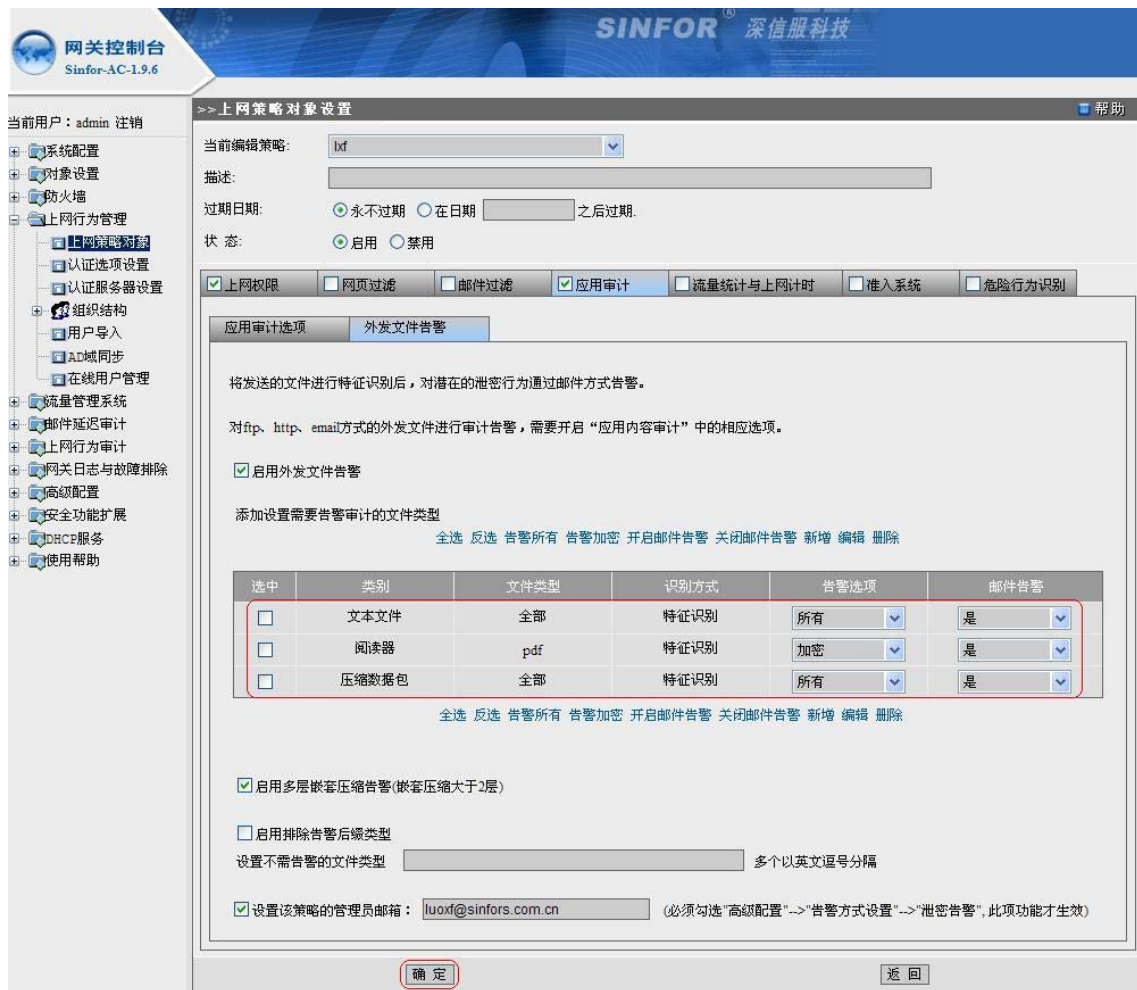 SINFOR® 深信服科技
网关控制台
Sinfor-AC-1.9.6
当前用户：admin 注销
系统配置
对象设置
防火墙
上网行为管理
上网策略对象
认证选项设置
认证服务器设置
组织结构
用户导入
AD域同步
在线用户管理
流量管理系统
邮件延迟审计
上网行为审计
网关日志与故障排除
高级配置
安全功能扩展
DHCP服务
使用帮助
>>上网策略对象设置 帮助
当前编辑策略: lxf
描述:
过期日期: 永不过期 在日期 之后过期.
状 态: 启用 禁用
上网权限 网页过滤 邮件过滤 应用审计 流量统计与上网计时 准入系统 危险行为识别
应用审计选项 外发文件告警
将发送的文件进行特征识别后，对潜在的泄密行为通过邮件方式告警。
对ftp、http、email方式的外发文件进行审计告警，需要开启“应用内容审计”中的相应选项。
启用外发文件告警
添加设置需要告警审计的文件类型
全选 反选 告警所有 告警加密 开启邮件告警 关闭邮件告警 新增 编辑 删除
选中 类别 文件类型 识别方式 告警选项 邮件告警
文本文件 全部 特征识别 所有 是
阅读器 pdf 特征识别 加密 是
压缩数据包 全部 特征识别 所有 是
全选 反选 告警所有 告警加密 开启邮件告警 关闭邮件告警 新增 编辑 删除
启用多层嵌套压缩告警(嵌套压缩大于2层)
启用排除告警后缀类型
设置不需告警的文件类型 多个以英文逗号分隔
设置该策略的管理员邮箱： luoxf@sinfors.com.cn (必须勾选"高级配置"-->"告警方式设置"-->"泄密告警", 此项功能才生效)
确 定 返 回